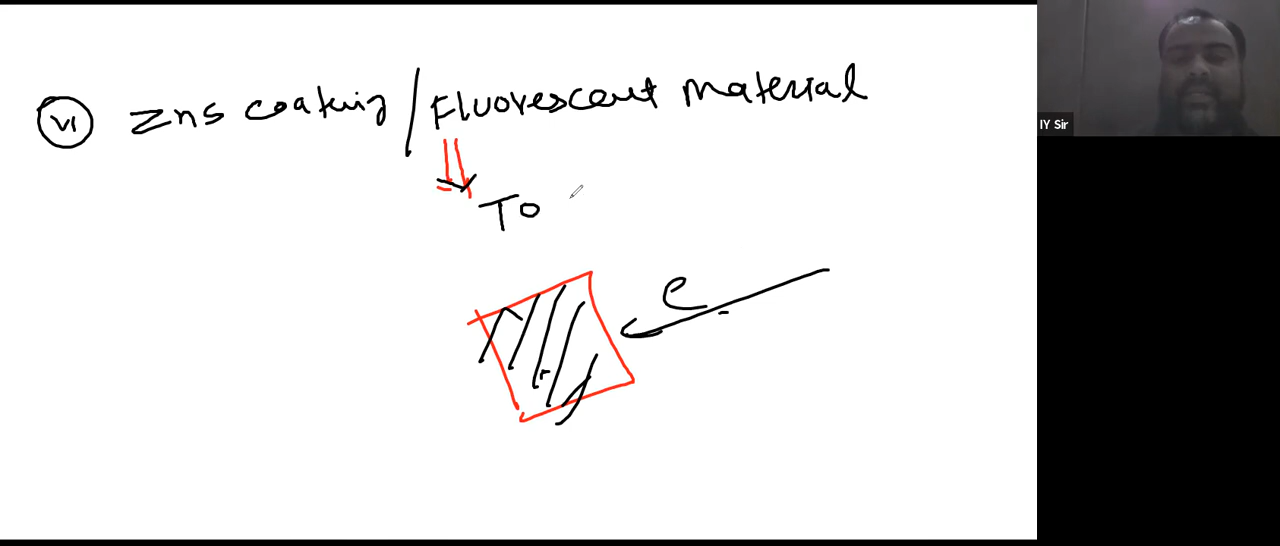 (VI) ZnS coating / Fluorescent Material
To
e-
IY Sir